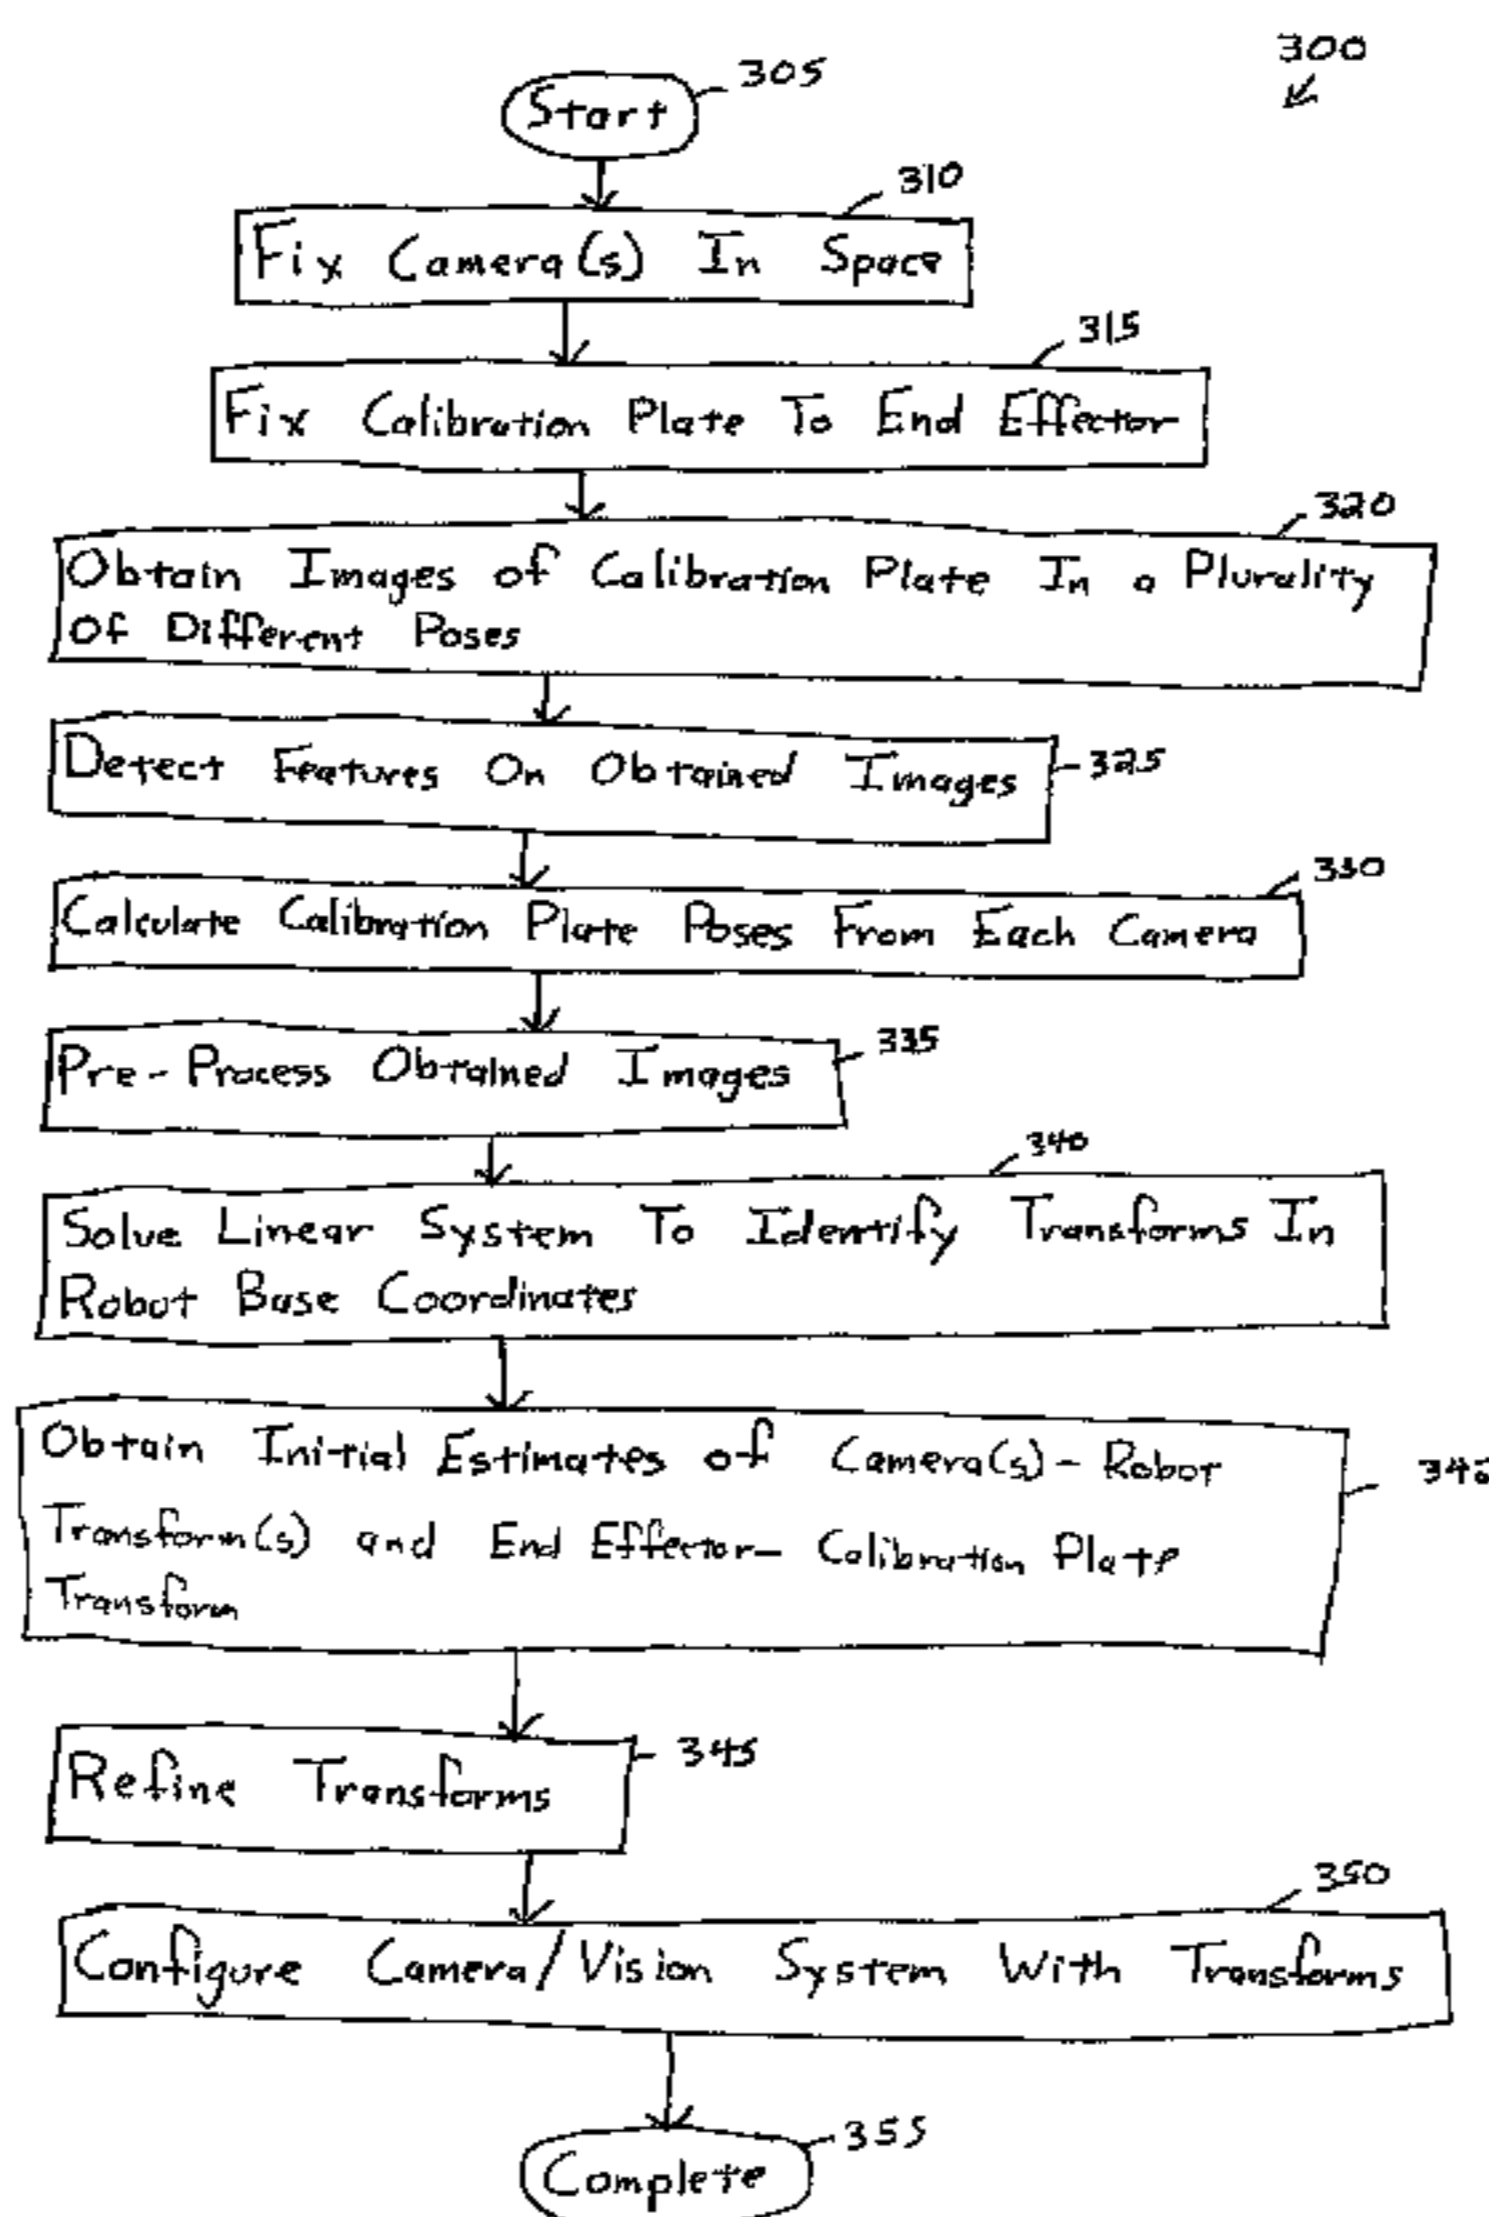 300
Start
305
310
Fix Camera(s) In Space
315
Fix Calibration Plate To End Effector
320
Obtain Images of Calibration Plate In a Plurality
Of Different Poses
Detect Features On Obtained Images
325
330
Calculate Calibration Plate Poses From Each Camera
Pre-Process Obtained Images
335
340
Solve Linear System To Identify Transforms In
Robot Base Coordinates
Obtain Initial Estimates of Camera(s)-Robot
Transform(s) and End Effector-Calibration Plate
Transform
Refine Transforms
345
350
Configure Camera/Vision System With Transforms
355
Complete